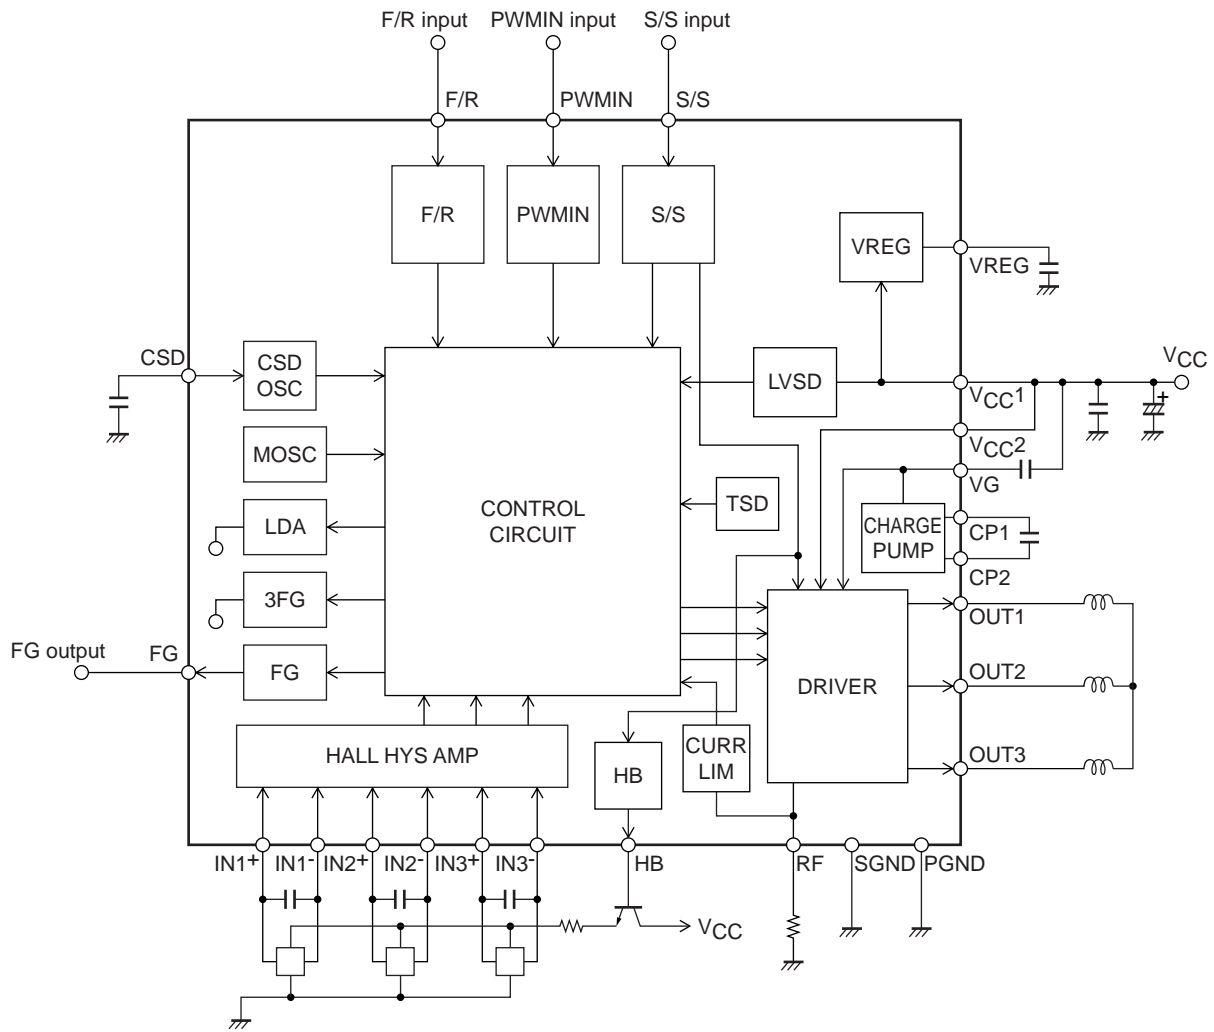 F/R input PWMIN input S/S input
F/R PWMIN S/S
F/R PWMIN S/S
VREG
VREG
CSD
CSD
OSC
LVSD
VCC
VCC1
MOSC
VCC2
VG
CONTROL
CIRCUIT
TSD
LDA
CHARGE
PUMP
CP1
CP2
3FG
OUT1
FG output
FG
FG
DRIVER
OUT2
HALL HYS AMP
HB
CURR
LIM
OUT3
IN1+ IN1- IN2+ IN2- IN3+ IN3- HB RF SGND PGND
VCC
+